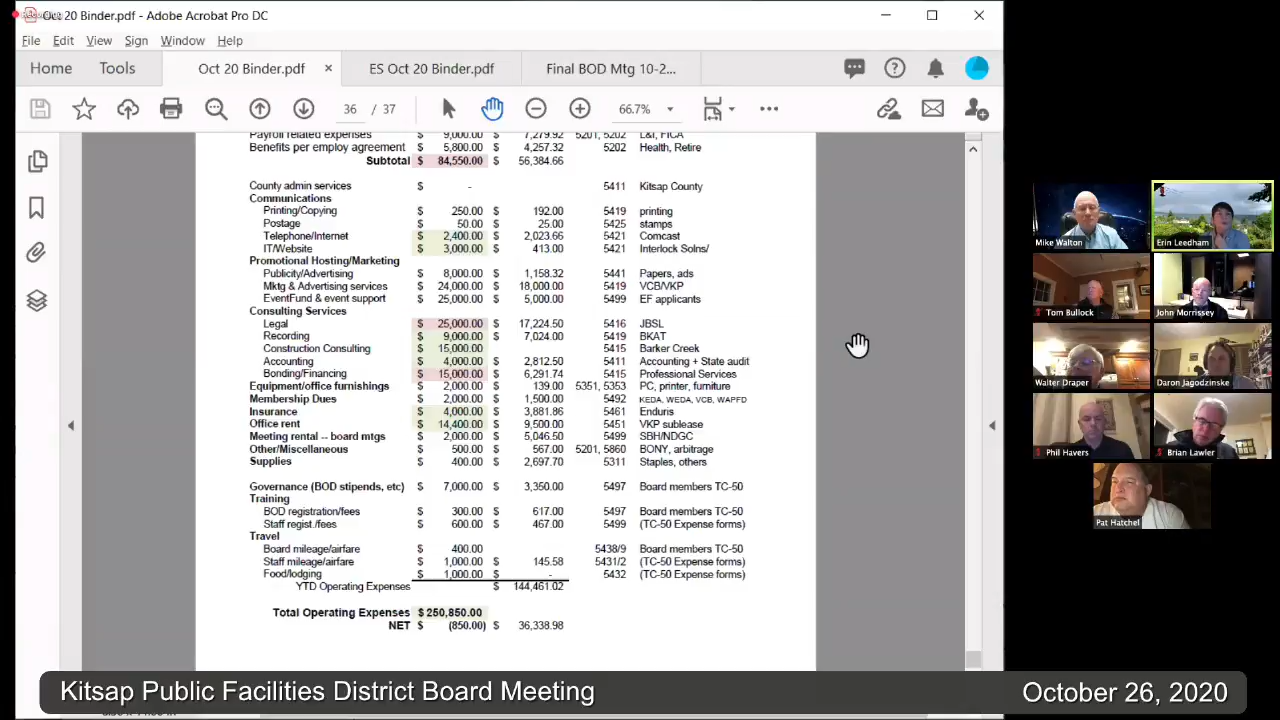 Oct 20 Binder.pdf - Adobe Acrobat Pro DC
File Edit View Sign Window Help
Home Tools Oct 20 Binder.pdf × ES Oct 20 Binder.pdf Final BOD Mtg 10-2...
36 / 37 66.7%
Payroll related expenses $ 9,000.00 $ 7,279.92 5201, 5202 L&I, FICA
Benefits per employ agreement $ 5,800.00 $ 4,257.32 5202 Health, Retire
Subtotal $ 84,550.00 $ 56,384.66
County admin services $ - 5411 Kitsap County
Communications
Printing/Copying $ 250.00 $ 192.00 5419 printing
Postage $ 50.00 $ 25.00 5425 stamps
Telephone/Internet $ 2,400.00 $ 2,023.66 5421 Comcast
IT/Website $ 3,000.00 $ 413.00 5421 Interlock Solns/
Promotional Hosting/Marketing
Publicity/Advertising $ 8,000.00 $ 1,158.32 5441 Papers, ads
Mktg & Advertising services $ 24,000.00 $ 18,000.00 5419 VCB/VKP
EventFund & event support $ 25,000.00 $ 5,000.00 5499 EF applicants
Consulting Services
Legal $ 25,000.00 $ 17,224.50 5416 JBSL
Recording $ 9,000.00 $ 7,024.00 5419 BKAT
Construction Consulting $ 15,000.00 5415 Barker Creek
Accounting $ 4,000.00 $ 2,812.50 5411 Accounting + State audit
Bonding/Financing $ 15,000.00 $ 6,291.74 5415 Professional Services
Equipment/office furnishings $ 2,000.00 $ 139.00 5351, 5353 PC, printer, furniture
Membership Dues $ 2,000.00 $ 1,500.00 5492 KEDA, WEDA, VCB, WAPFD
Insurance $ 4,000.00 $ 3,881.86 5461 Enduris
Office rent $ 14,400.00 $ 9,500.00 5451 VKP sublease
Meeting rental -- board mtgs $ 2,000.00 $ 5,046.50 5499 SBH/NDGC
Other/Miscellaneous $ 500.00 $ 567.00 5201, 5860 BONY, arbitrage
Supplies $ 400.00 $ 2,697.70 5311 Staples, others
Governance (BOD stipends, etc) $ 7,000.00 $ 3,350.00 5497 Board members TC-50
Training
BOD registration/fees $ 300.00 $ 617.00 5497 Board members TC-50
Staff regist./fees $ 600.00 $ 467.00 5499 (TC-50 Expense forms)
Travel
Board mileage/airfare $ 400.00 5438/9 Board members TC-50
Staff mileage/airfare $ 1,000.00 $ 145.58 5431/2 (TC-50 Expense forms)
Food/lodging $ 1,000.00 $ - 5432 (TC-50 Expense forms)
YTD Operating Expenses $ 144,461.02
Total Operating Expenses $ 250,850.00
NET $ (850.00) $ 36,338.98
Mike Walton
Erin Leedham
Tom Bullock
John Morrissey
Walter Draper
Daron Jagodzinske
Phil Havers
Brian Lawler
Pat Hatchel
Kitsap Public Facilities District Board Meeting October 26, 2020